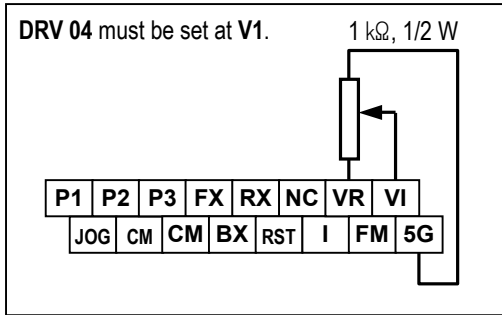 DRV 04 must be set at V1. 1 kΩ, 1/2 W
P1 P2 P3 FX RX NC VR VI
JOG CM CM BX RST I FM 5G